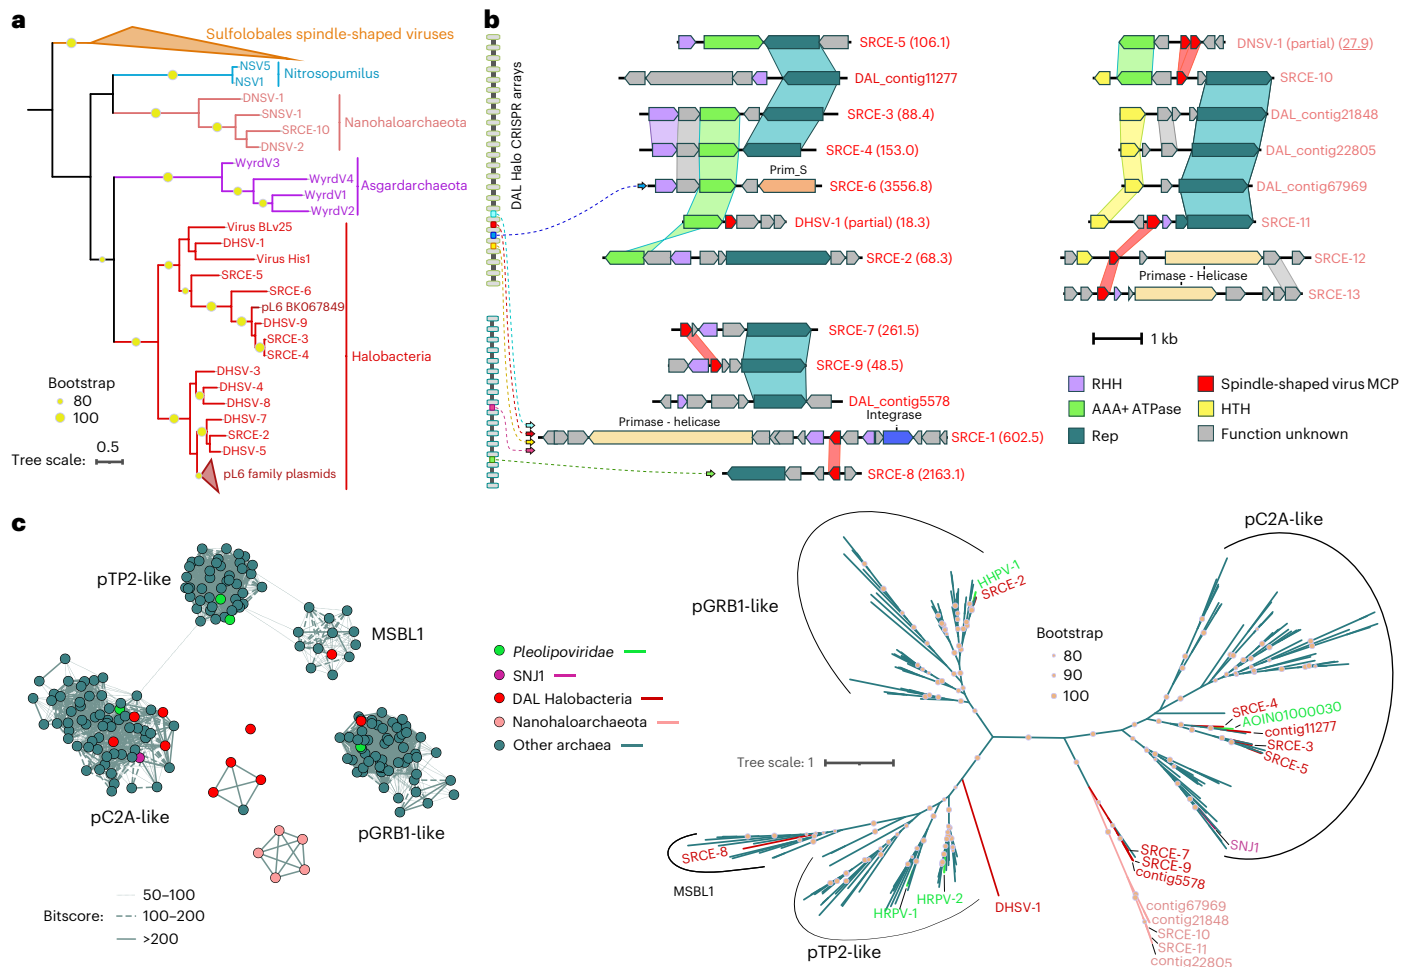 a
Sulfolobales spindle-shaped viruses
NSV5
NSV1
Nitrosopumilus
DNSV-1
SNSV-1
SRCE-10
DNSV-2
Nanohaloarchaeota
WyrdV3
WyrdV4
WyrdV1
WyrdV2
Asgardarchaeota
Virus BLv25
DHSV-1
Virus His1
SRCE-5
SRCE-6
pL6 BK067849
DHSV-9
SRCE-3
SRCE-4
Halobacteria
DHSV-3
DHSV-4
DHSV-8
DHSV-7
SRCE-2
DHSV-5
pL6 family plasmids
Bootstrap
80
100
0.5
Tree scale:
b
DAL Halo CRISPR arrays
SRCE-5 (106.1)
DAL_contig11277
SRCE-3 (88.4)
SRCE-4 (153.0)
Prim_S
SRCE-6 (3556.8)
DHSV-1 (partial) (18.3)
SRCE-2 (68.3)
SRCE-7 (261.5)
SRCE-9 (48.5)
DAL_contig5578
Primase - helicase
Integrase
SRCE-1 (602.5)
SRCE-8 (2163.1)
DNSV-1 (partial) (27.9)
SRCE-10
DAL_contig21848
DAL_contig22805
DAL_contig67969
SRCE-11
SRCE-12
Primase - Helicase
SRCE-13
1 kb
RHH
AAA+ ATPase
Rep
Spindle-shaped virus MCP
HTH
Function unknown
c
pTP2-like
MSBL1
pC2A-like
pGRB1-like
Bitscore:
50–100
100–200
>200
Pleolipoviridae
SNJ1
DAL Halobacteria
Nanohaloarchaeota
Other archaea
pGRB1-like
HHPV-1
SRCE-2
pC2A-like
Bootstrap
80
90
100
SRCE-4
AOIN01000030
contig11277
SRCE-3
SRCE-5
Tree scale: 1
SNJ1
SRCE-7
SRCE-9
contig5578
SRCE-8
MSBL1
HRPV-1
HRPV-2
DHSV-1
pTP2-like
contig67969
contig21848
SRCE-10
SRCE-11
contig22805